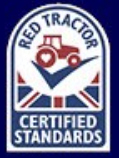 RED TRACTOR
CERTIFIED
STANDARDS